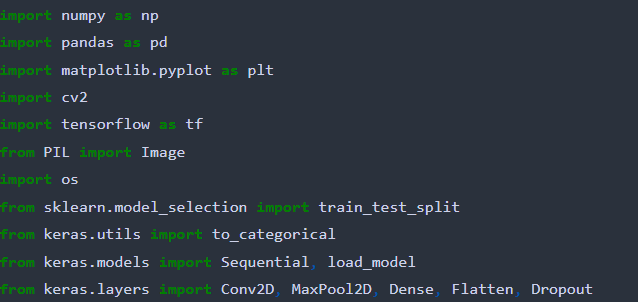 import numpy as np
import pandas as pd
import matplotlib.pyplot as plt
import cv2
import tensorflow as tf
from PIL import Image
import os
from sklearn.model_selection import train_test_split
from keras.utils import to_categorical
from keras.models import Sequential, load_model
from keras.layers import Conv2D, MaxPool2D, Dense, Flatten, Dropout